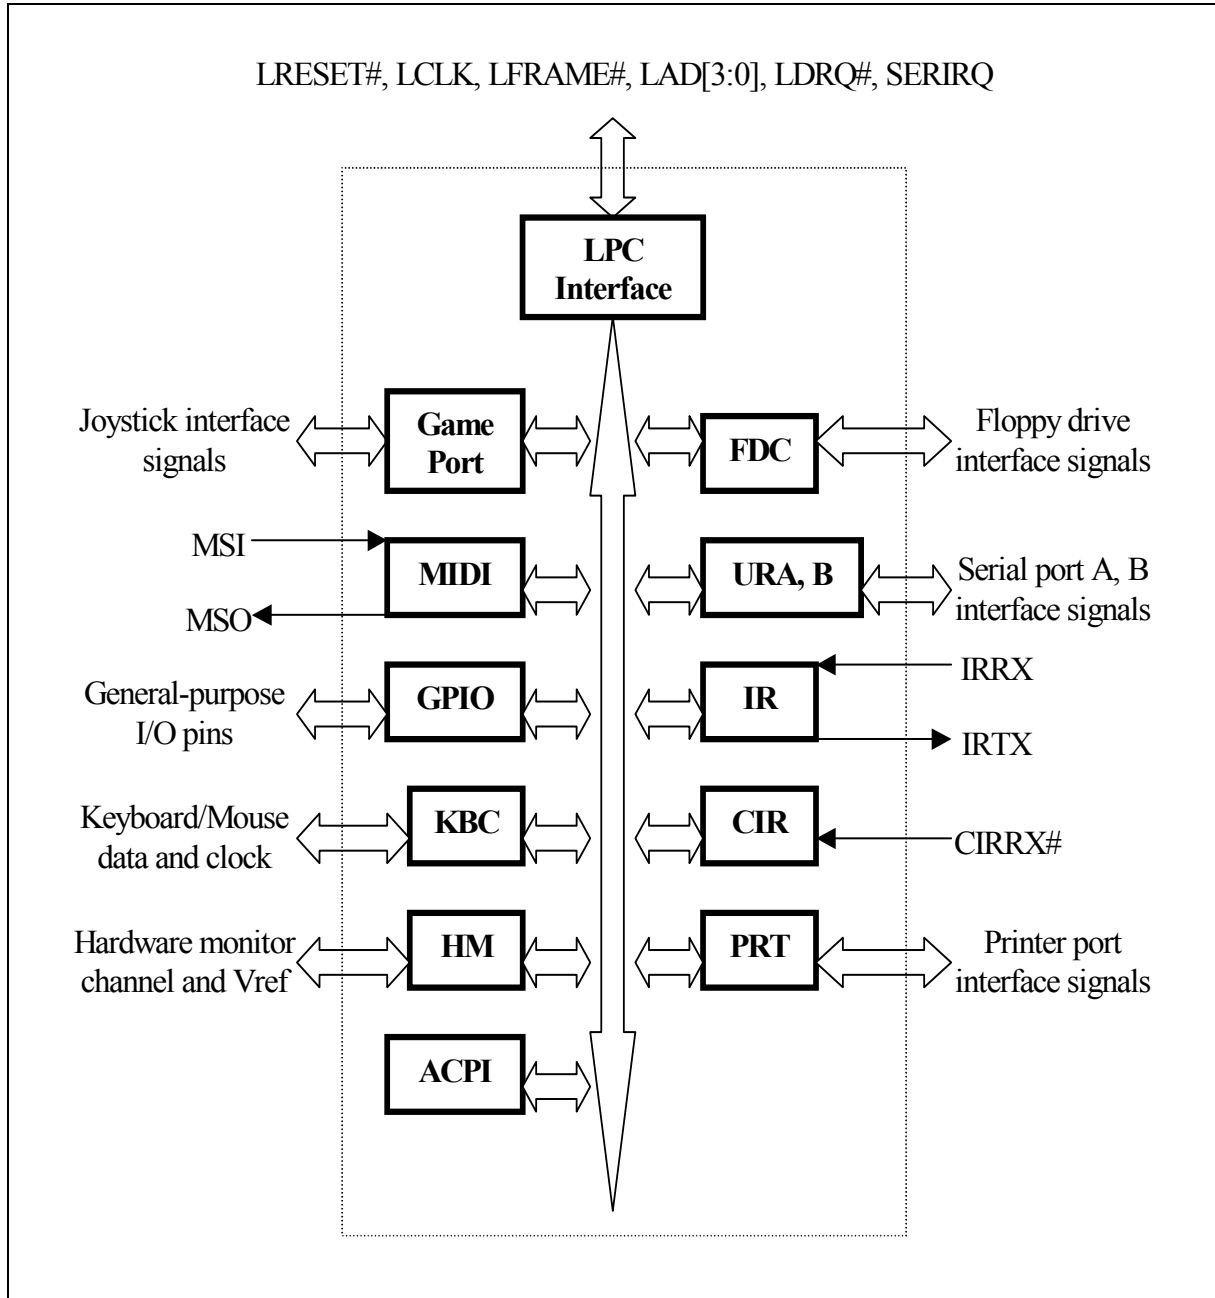 LRESET#, LCLK, LFRAME#, LAD[3:0], LDRQ#, SERIRQ
LPC
Interface
Joystick interface
signals
Game
Port
FDC
Floppy drive
interface signals
MSI
MSO
MIDI
URA, B
Serial port A, B
interface signals
General-purpose
I/O pins
GPIO
IR
IRRX
IRTX
Keyboard/Mouse
data and clock
KBC
CIR
CIRRX#
Hardware monitor
channel and Vref
HM
PRT
Printer port
interface signals
ACPI